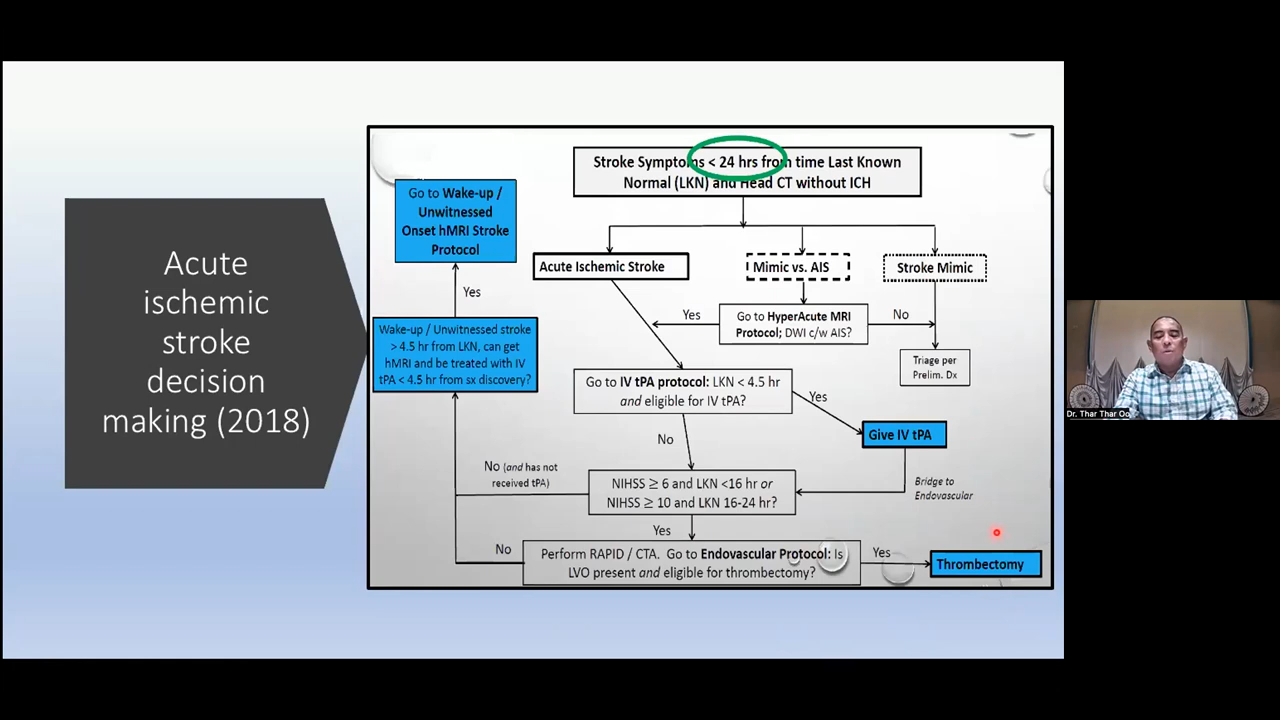 Acute
ischemic
stroke
decision
making (2018)
Stroke Symptoms < 24 hrs from time Last Known
Normal (LKN) and Head CT without ICH
Go to Wake-up /
Unwitnessed
Onset hMRI Stroke
Protocol
Acute Ischemic Stroke
Mimic vs. AIS
Stroke Mimic
Yes
Yes
Go to HyperAcute MRI
Protocol; DWI c/w AIS?
No
Wake-up / Unwitnessed stroke
> 4.5 hr from LKN, can get
hMRI and be treated with IV
tPA < 4.5 hr from sx discovery?
Triage per
Prelim. Dx
Go to IV tPA protocol: LKN < 4.5 hr
and eligible for IV tPA?
Yes
No
Give IV tPA
No (and has not
received tPA)
NIHSS ≥ 6 and LKN <16 hr or
NIHSS ≥ 10 and LKN 16-24 hr?
Bridge to
Endovascular
Yes
No
Perform RAPID / CTA. Go to Endovascular Protocol: Is
LVO present and eligible for thrombectomy?
Yes
Thrombectomy
Dr. Thar Thar Oo